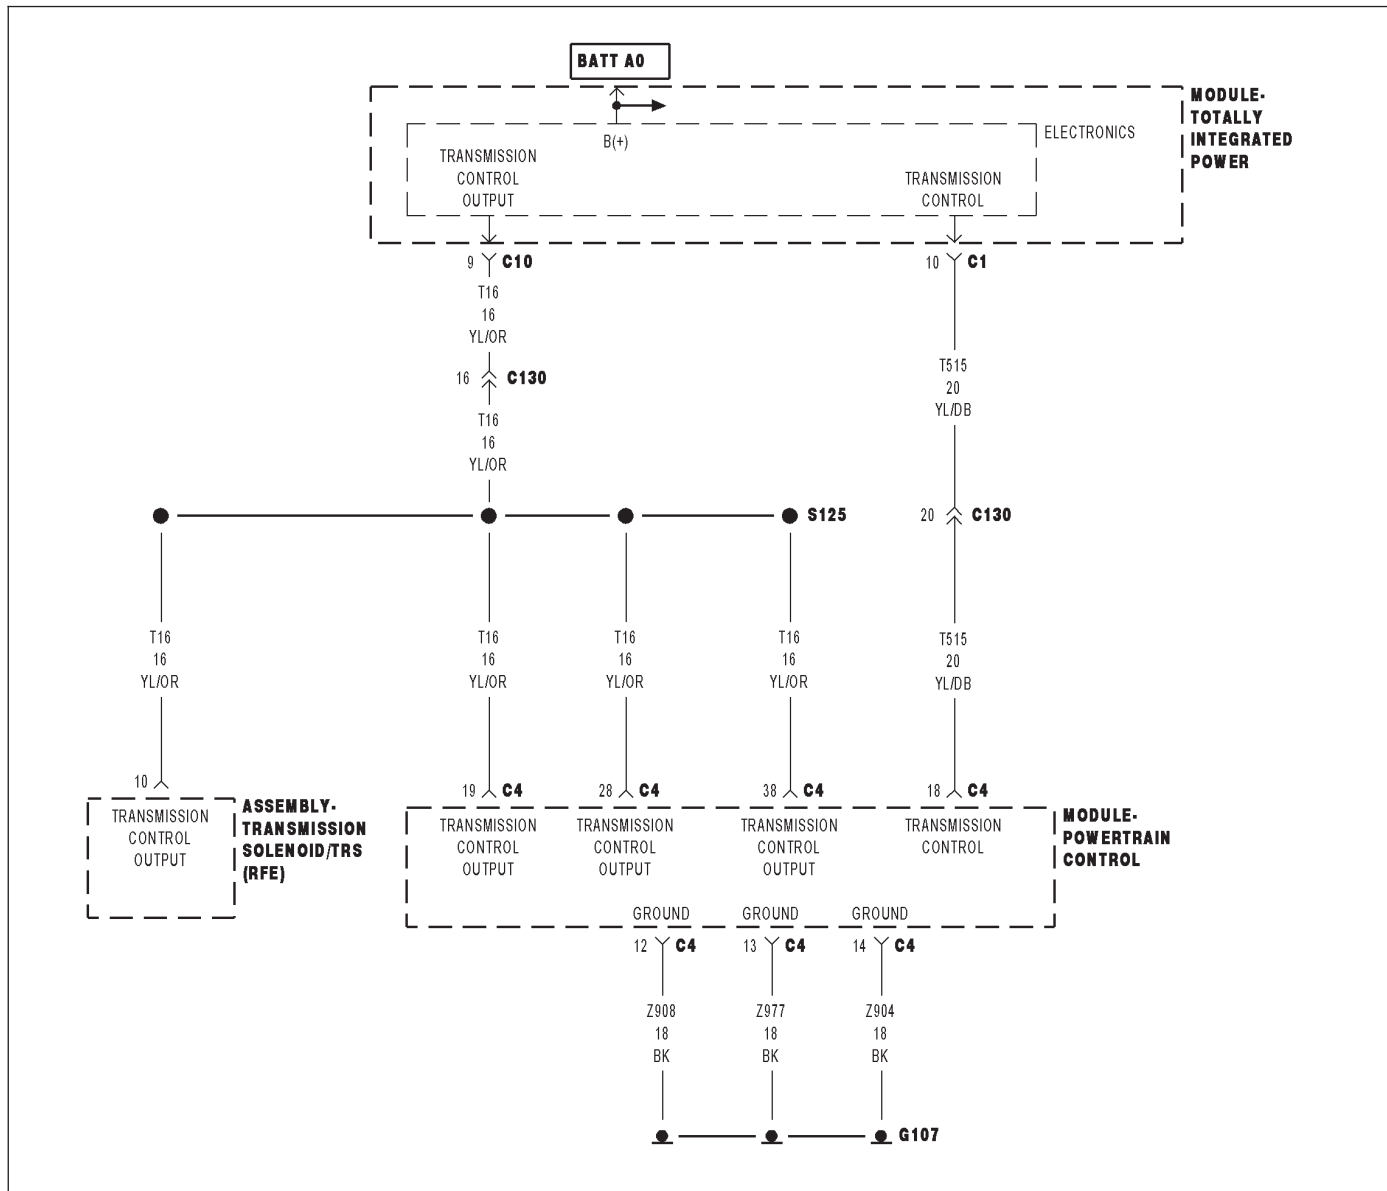 BATT A0
MODULE-
TOTALLY
INTEGRATED
POWER
ELECTRONICS
B(+)
TRANSMISSION
CONTROL
OUTPUT
TRANSMISSION
CONTROL
9 C10
10 C1
T16
16
YL/OR
T515
20
YL/DB
16 C130
T16
16
YL/OR
S125
20 C130
T16
16
YL/OR
T16
16
YL/OR
T16
16
YL/OR
T16
16
YL/OR
T515
20
YL/DB
10
19 C4
28 C4
38 C4
18 C4
TRANSMISSION
CONTROL
OUTPUT
ASSEMBLY-
TRANSMISSION
SOLENOID/TRS
(RFE)
TRANSMISSION
CONTROL
OUTPUT
TRANSMISSION
CONTROL
OUTPUT
TRANSMISSION
CONTROL
OUTPUT
TRANSMISSION
CONTROL
MODULE-
POWERTRAIN
CONTROL
GROUND
GROUND
GROUND
12 C4
13 C4
14 C4
Z908
18
BK
Z977
18
BK
Z904
18
BK
G107